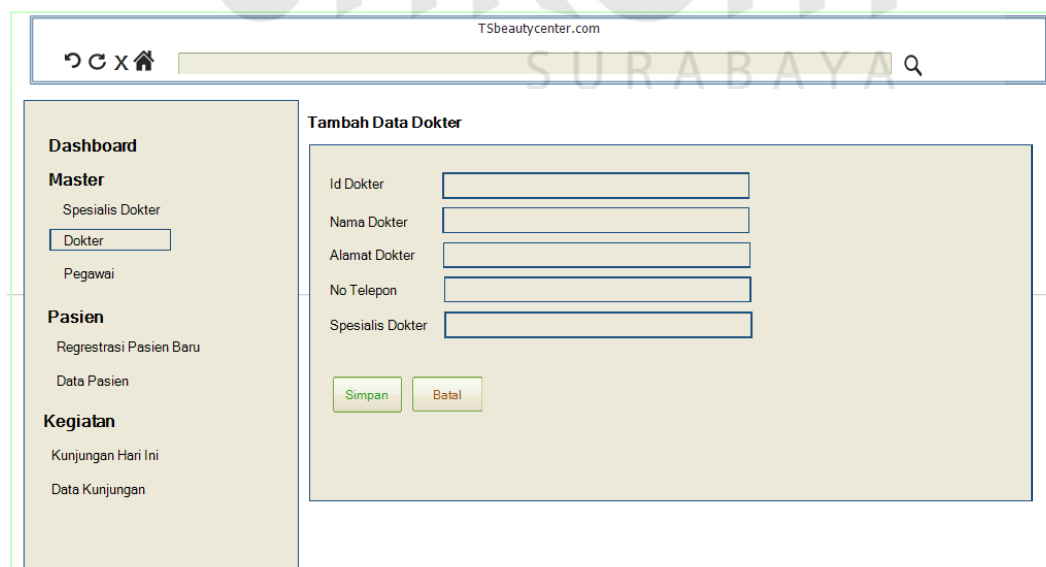 TSbeautycenter.com
SURABAYA
Dashboard
Master
Spesialis Dokter
Dokter
Pegawai
Pasien
Regrestrasi Pasien Baru
Data Pasien
Kegiatan
Kunjungan Hari Ini
Data Kunjungan
Tambah Data Dokter
Id Dokter
Nama Dokter
Alamat Dokter
No Telepon
Spesialis Dokter
Simpan Batal